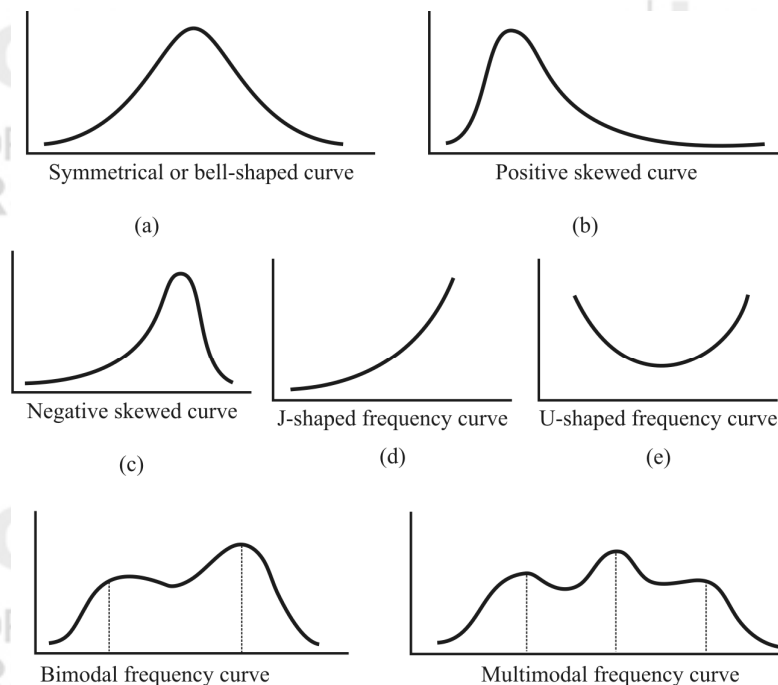 Symmetrical or bell-shaped curve
Positive skewed curve
(a)
(b)
Negative skewed curve
J-shaped frequency curve
U-shaped frequency curve
(c)
(d)
(e)
Bimodal frequency curve
Multimodal frequency curve